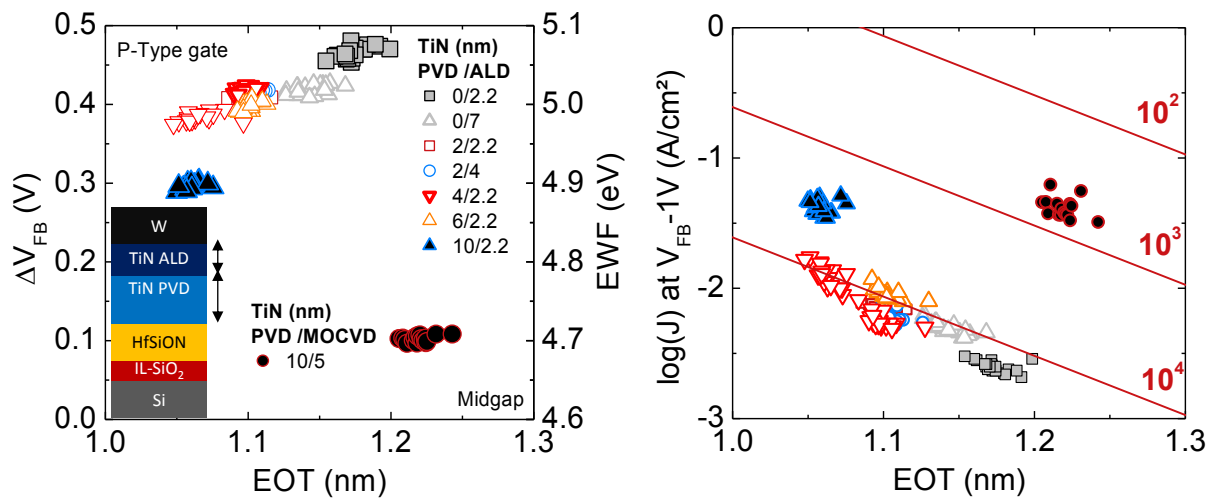 0.5
0.4
0.3
0.2
0.1
0.0
ΔV_FB (V)
P-Type gate
TiN (nm)
PVD /ALD
0/2.2
0/7
2/2.2
2/4
4/2.2
6/2.2
10/2.2
W
TiN ALD
TiN PVD
HfSiON
IL-SiO₂
Si
TiN (nm)
PVD /MOCVD
10/5
Midgap
5.1
5.0
4.9
4.8
4.7
4.6
EWF (eV)
1.0 1.1 1.2 1.3
EOT (nm)
-0
-1
-2
-3
log(J) at V_FB-1V (A/cm²)
10²
10³
10⁴
1.0 1.1 1.2 1.3
EOT (nm)